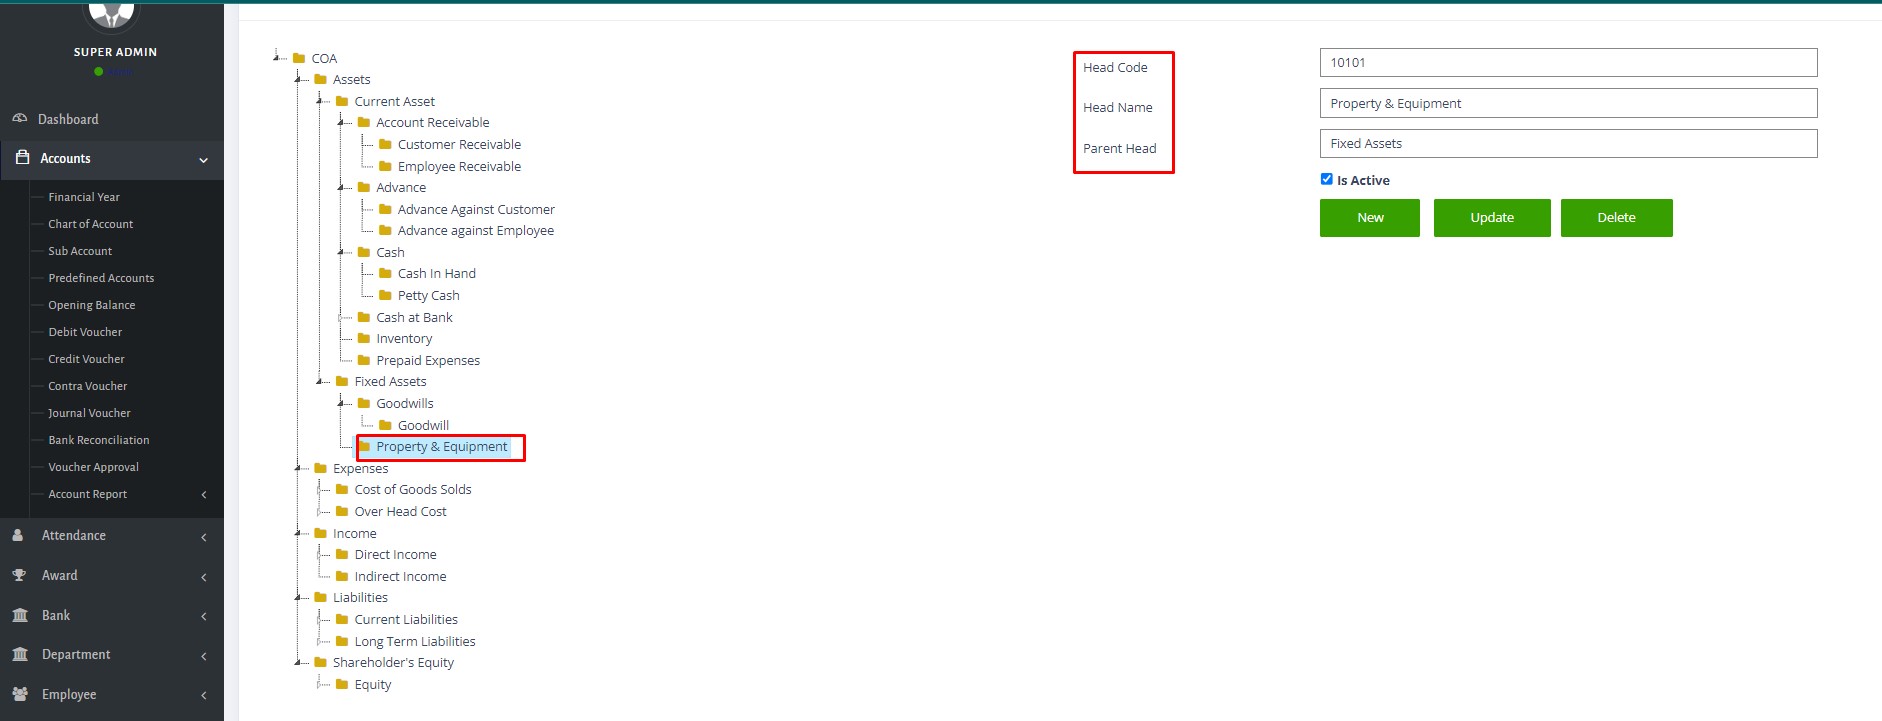 SUPER ADMIN
Dashboard
Accounts
Financial Year
Chart of Account
Sub Account
Predefined Accounts
Opening Balance
Debit Voucher
Credit Voucher
Contra Voucher
Journal Voucher
Bank Reconciliation
Voucher Approval
Account Report
Attendance
Award
Bank
Department
Employee
COA
Assets
Current Asset
Account Receivable
Customer Receivable
Employee Receivable
Advance
Advance Against Customer
Advance against Employee
Cash
Cash In Hand
Petty Cash
Cash at Bank
Inventory
Prepaid Expenses
Fixed Assets
Goodwills
Goodwill
Property & Equipment
Expenses
Cost of Goods Solds
Over Head Cost
Income
Direct Income
Indirect Income
Liabilities
Current Liabilities
Long Term Liabilities
Shareholder's Equity
Equity
Head Code 10101
Head Name Property & Equipment
Parent Head Fixed Assets
Is Active
New Update Delete